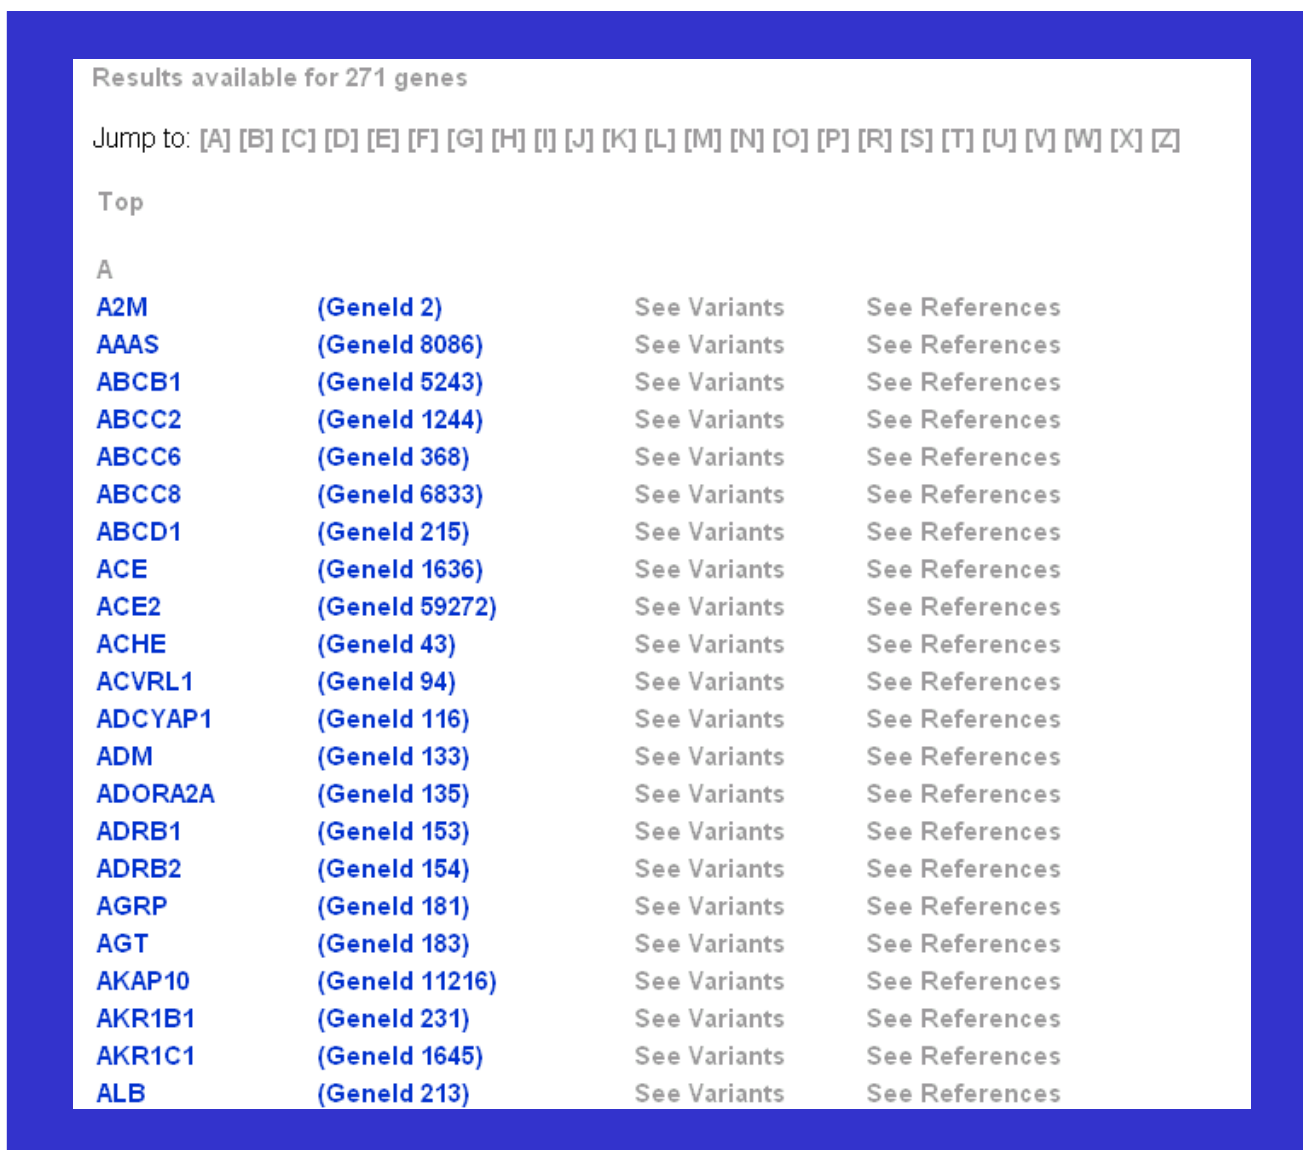 Results available for 271 genes
Jump to: [A] [B] [C] [D] [E] [F] [G] [H] [I] [J] [K] [L] [M] [N] [O] [P] [R] [S] [T] [U] [V] [W] [X] [Z]
Top
A
A2M (GeneId 2) See Variants See References
AAAS (GeneId 8086) See Variants See References
ABCB1 (GeneId 5243) See Variants See References
ABCC2 (GeneId 1244) See Variants See References
ABCC6 (GeneId 368) See Variants See References
ABCC8 (GeneId 6833) See Variants See References
ABCD1 (GeneId 215) See Variants See References
ACE (GeneId 1636) See Variants See References
ACE2 (GeneId 59272) See Variants See References
ACHE (GeneId 43) See Variants See References
ACVRL1 (GeneId 94) See Variants See References
ADCYAP1 (GeneId 116) See Variants See References
ADM (GeneId 133) See Variants See References
ADORA2A (GeneId 135) See Variants See References
ADRB1 (GeneId 153) See Variants See References
ADRB2 (GeneId 154) See Variants See References
AGRP (GeneId 181) See Variants See References
AGT (GeneId 183) See Variants See References
AKAP10 (GeneId 11216) See Variants See References
AKR1B1 (GeneId 231) See Variants See References
AKR1C1 (GeneId 1645) See Variants See References
ALB (GeneId 213) See Variants See References